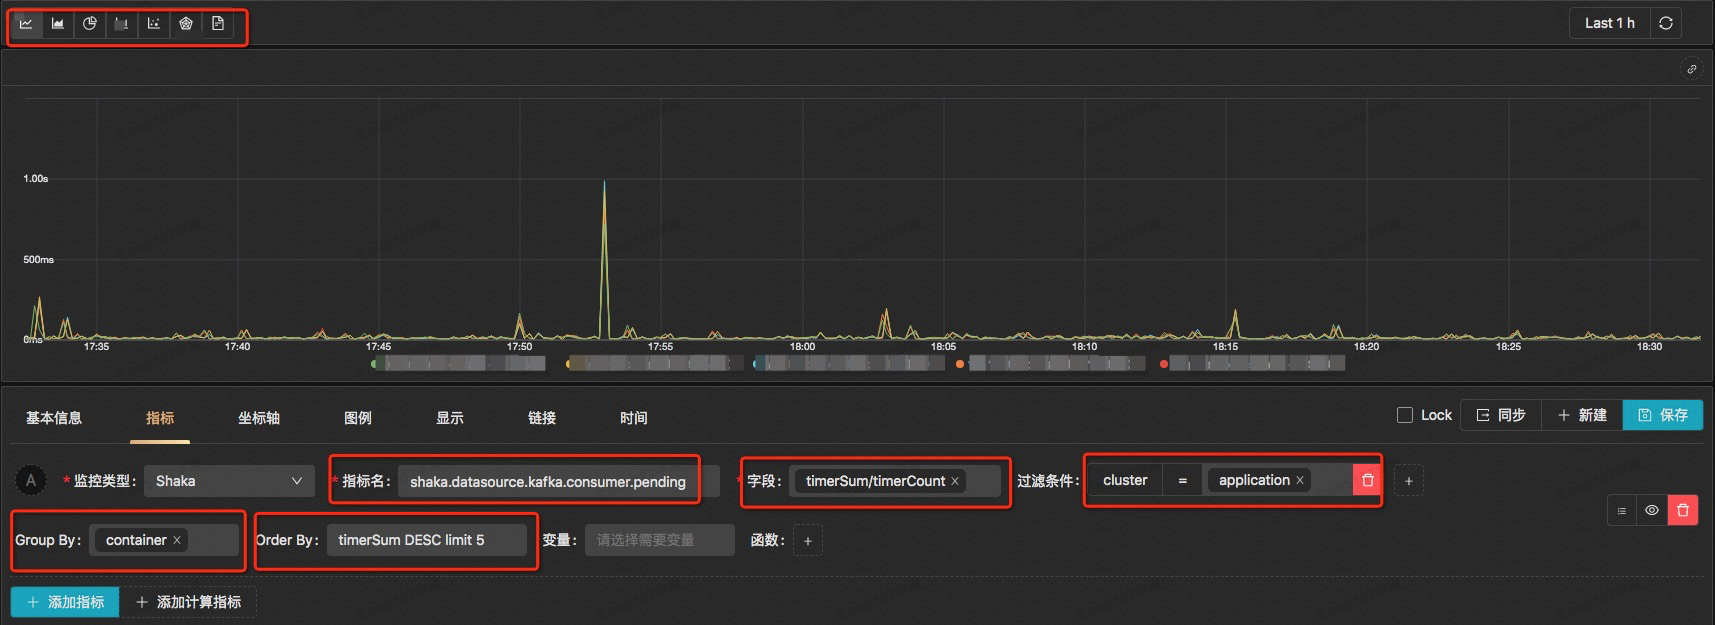 Last 1 h
1.00s
500ms
0ms
17:35 17:40 17:45 17:50 17:55 18:00 18:05 18:10 18:15 18:20 18:25 18:30
基本信息 指标 坐标轴 图例 显示 链接 时间 Lock 同步 + 新建 保存
A * 监控类型: Shaka * 指标名: shaka.datasource.kafka.consumer.pending * 字段: timerSum/timerCount × 过滤条件: cluster = application × +
Group By: container × Order By: timerSum DESC limit 5 变量: 请选择需要变量 函数: +
+ 添加指标 + 添加计算指标